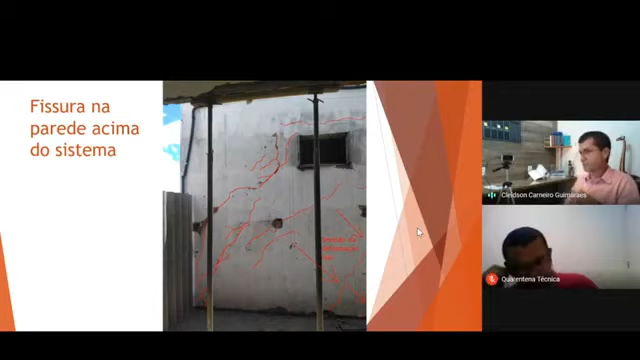 Fissura na
parede acima
do sistema
Cleidson Carneiro Guimarães
Quarentena Técnica